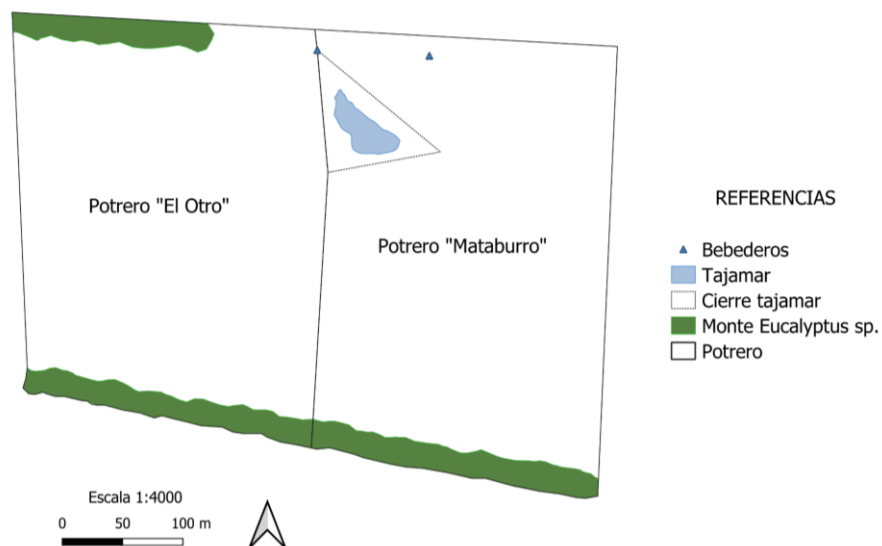 Potrero "El Otro"
Potrero "Mataburro"
REFERENCIAS
Bebederos
Tajamar
Cierre tajamar
Monte Eucalyptus sp.
Potrero
Escala 1:4000
0 50 100 m